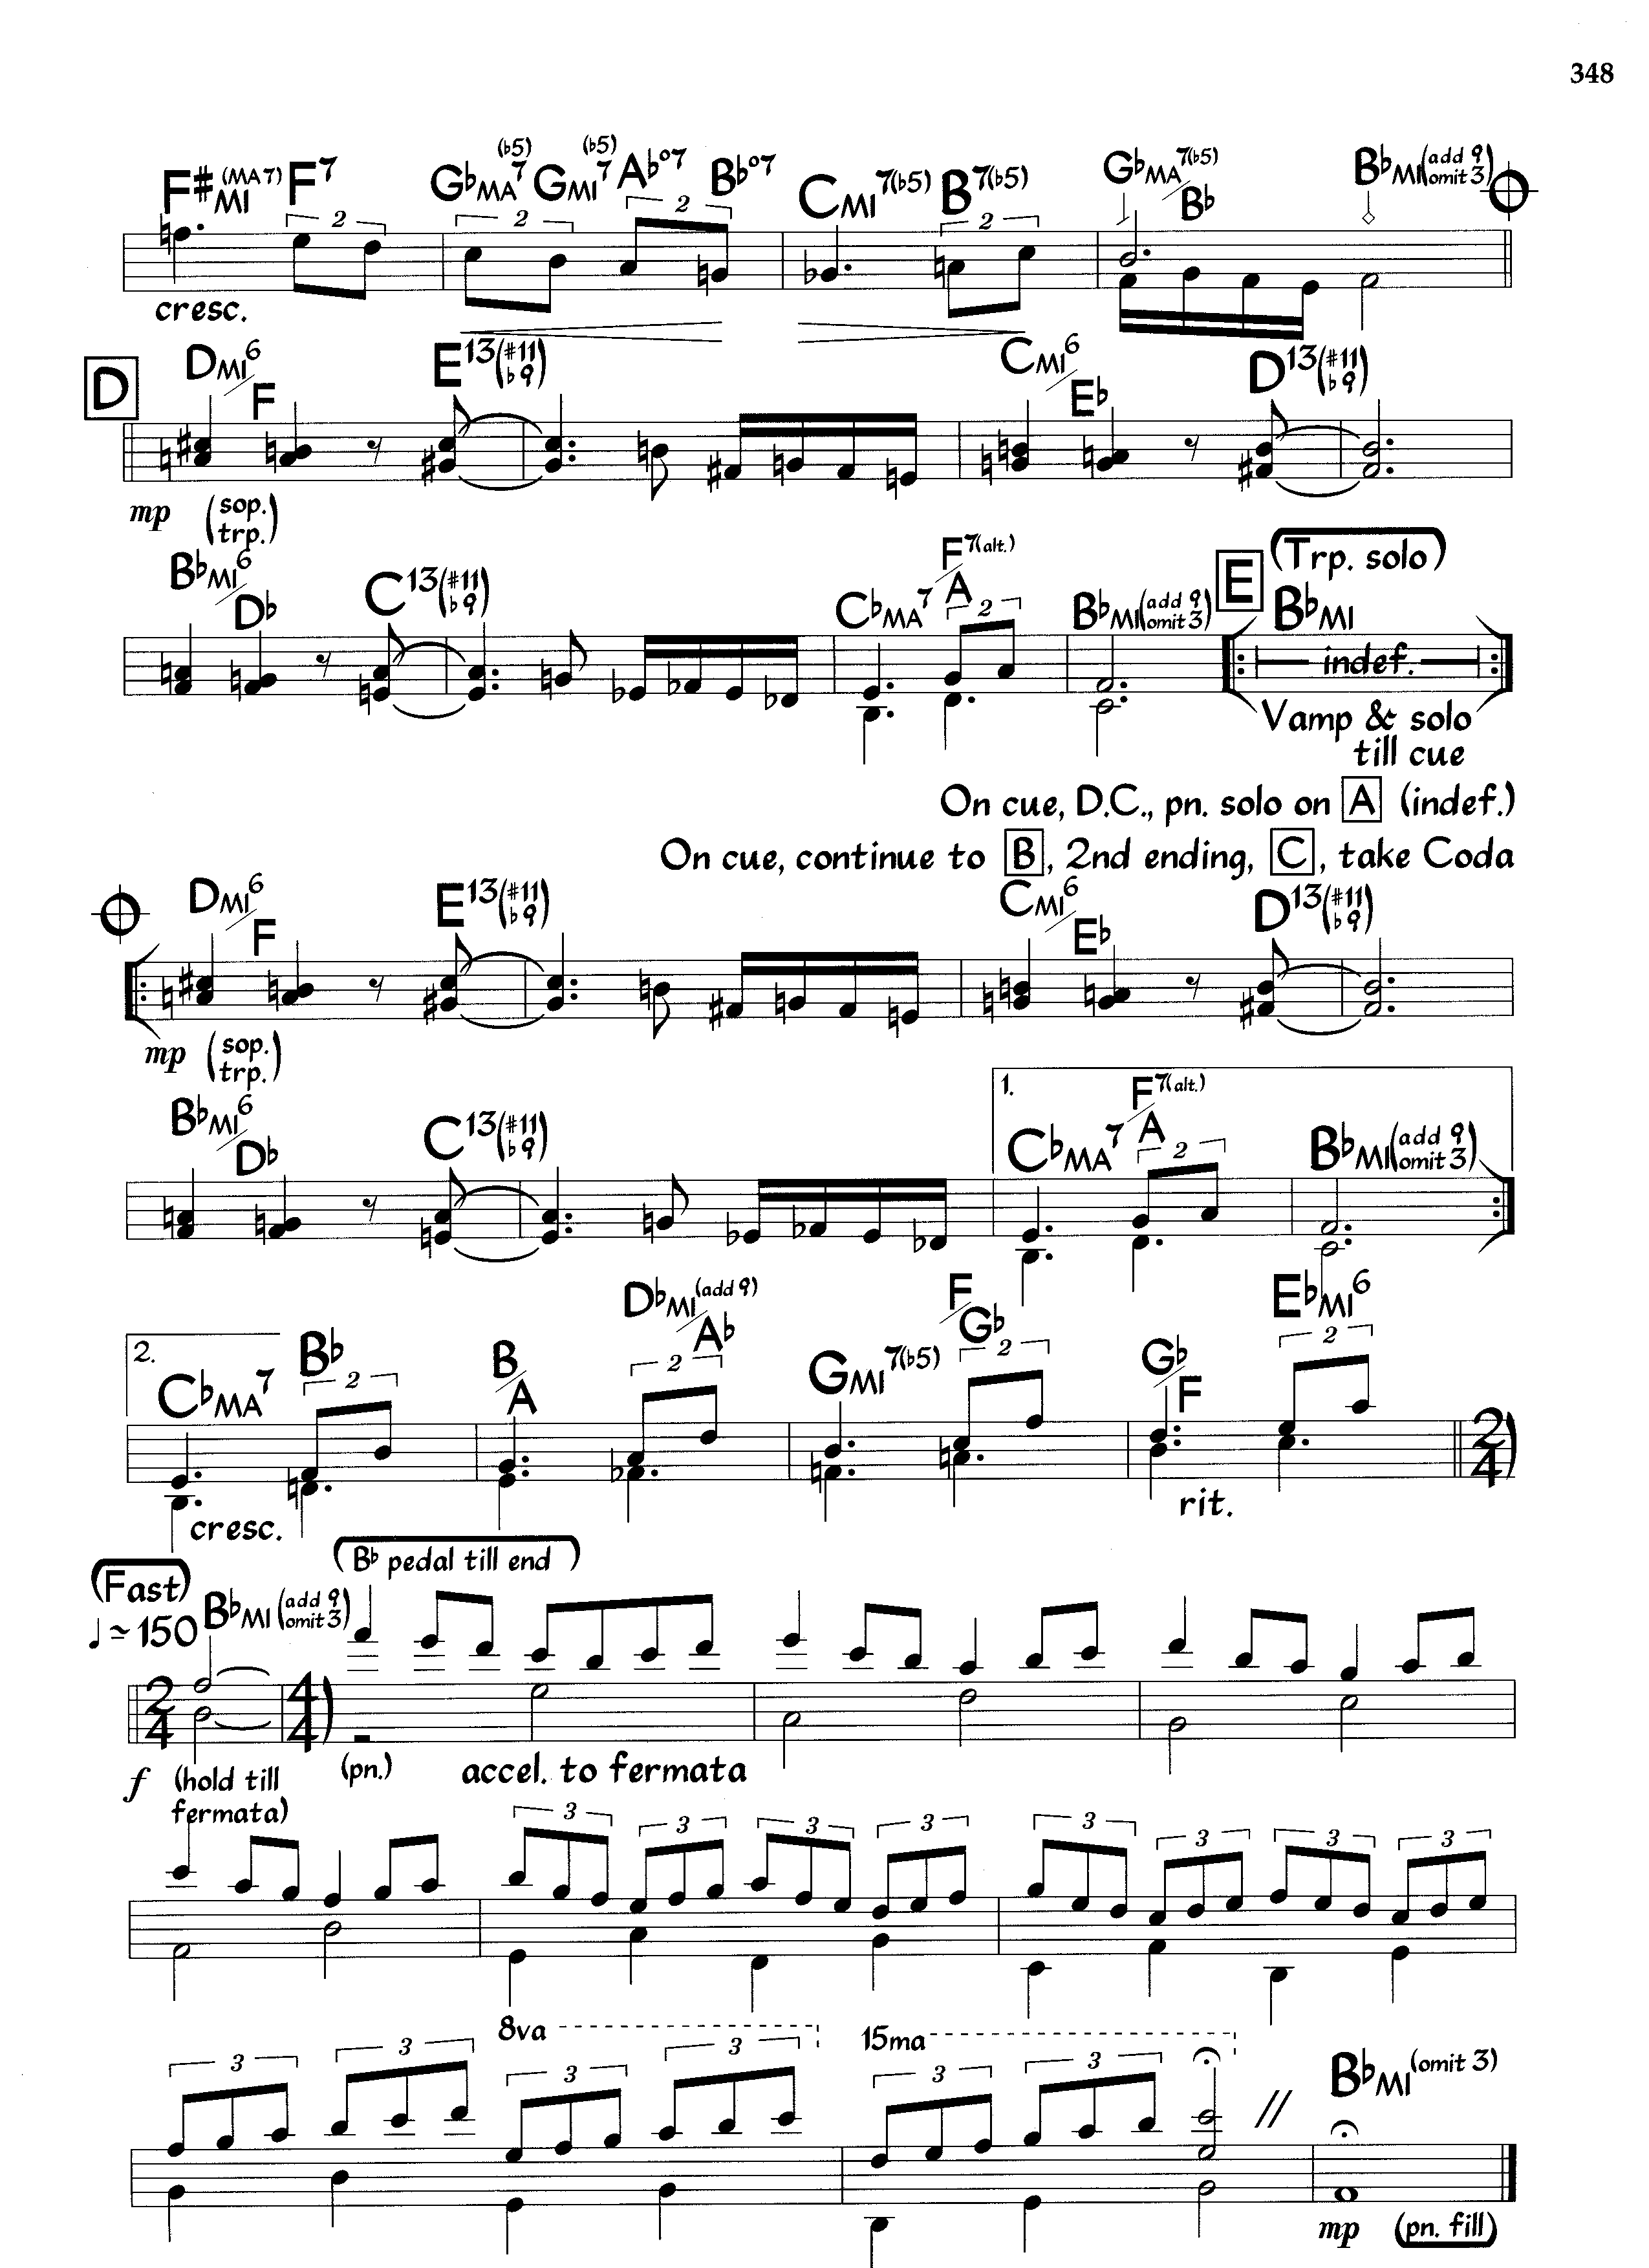 348
F#MI(MA7) F7 GbMA7(b5) GMI7(b5) Abo7 Bbo7 CMI7(b5) B7(b5) GbMA7(b5)/Bb BbMI(add 9 omit 3)
2 2 2 2
cresc.
D DMI6/F E13(#11 b9) CMI6/Eb D13(#11 b9)
mp (sop. trp.)
BbMI6/Db C13(#11 b9) CbMA7 F7(alt.)/A BbMI(add 9 omit 3) E (Trp. solo) BbMI
2
indef.
Vamp & solo
till cue
On cue, D.C., pn. solo on A (indef.)
On cue, continue to B, 2nd ending, C, take Coda
DMI6/F E13(#11 b9) CMI6/Eb D13(#11 b9)
mp (sop. trp.)
BbMI6/Db C13(#11 b9) 1. CbMA7 F7(alt.)/A BbMI(add 9 omit 3)
2
2. CbMA7 Bb B/A DbMI(add 9)/Ab GMI7(b5) F/Gb Gb/F EbMI6
2 2 2 2
2/4)
cresc. rit.
(Fast) ♩≃150 BbMI(add 9 omit 3) (Bb pedal till end)
2/4 4/4)
f (hold till fermata) (pn.) accel. to fermata
3 3 3 3 3 3 3 3
3 3 8va 3 3 15ma 3 3 BbMI(omit 3)
mp (pn. fill)